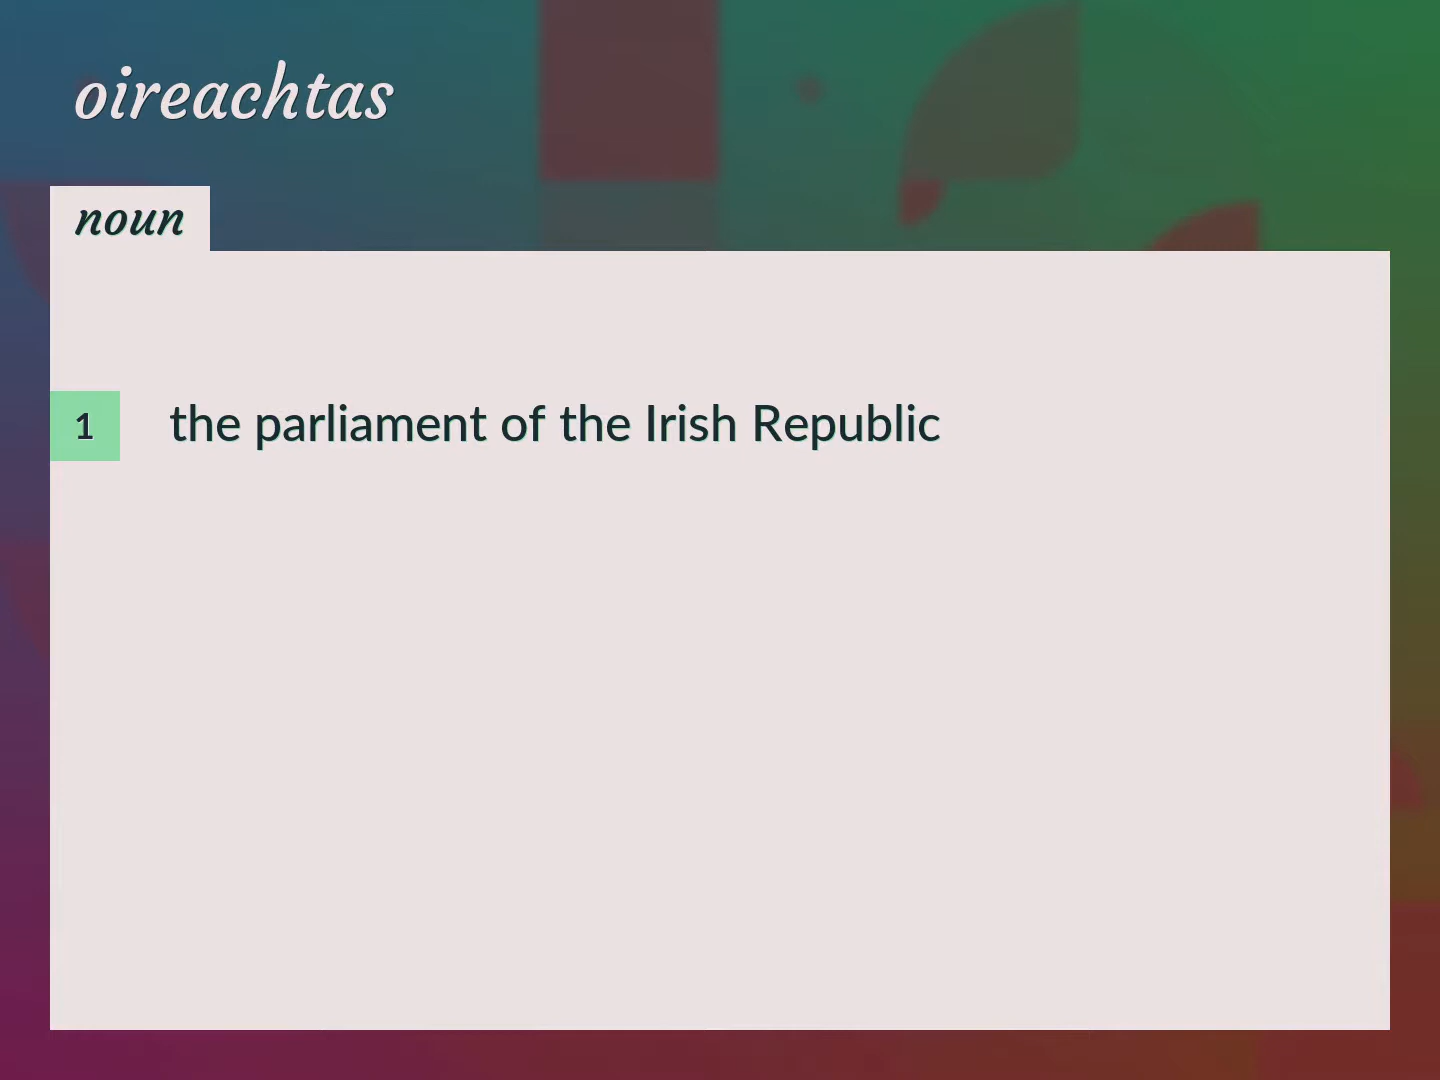 oireachtas
noun
1 the parliament of the Irish Republic